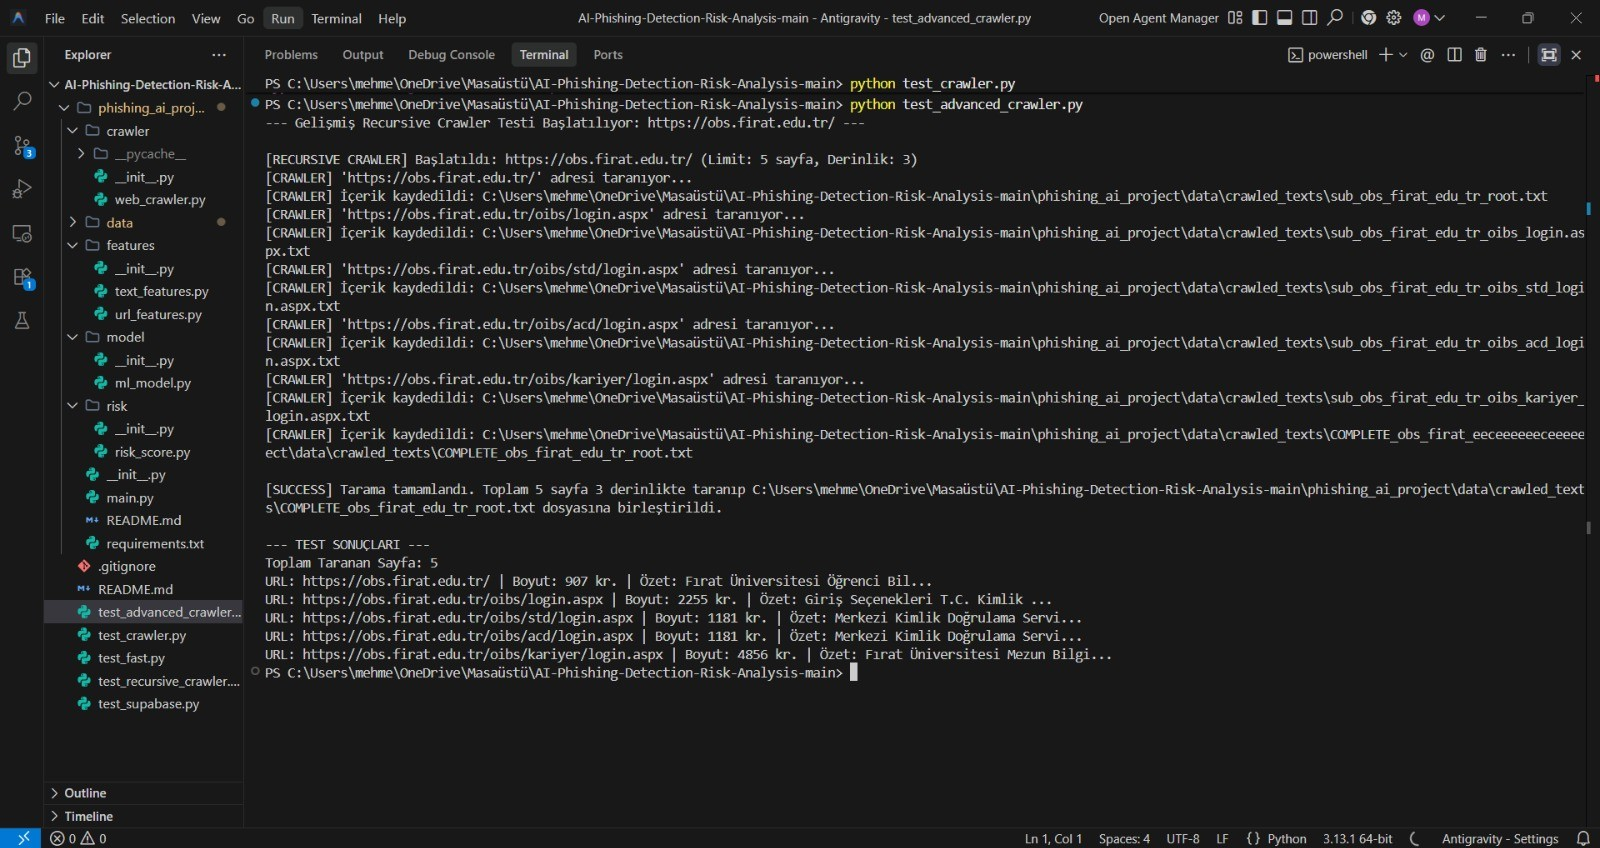 File Edit Selection View Go Run Terminal Help
AI-Phishing-Detection-Risk-Analysis-main - Antigravity - test_advanced_crawler.py
Open Agent Manager
M
Explorer
Problems Output Debug Console Terminal Ports
powershell
AI-Phishing-Detection-Risk-A...
phishing_ai_proj...
crawler
__pycache__
__init__.py
web_crawler.py
data
features
__init__.py
text_features.py
url_features.py
model
__init__.py
ml_model.py
risk
__init__.py
risk_score.py
__init__.py
main.py
README.md
requirements.txt
.gitignore
README.md
test_advanced_crawler...
test_crawler.py
test_fast.py
test_recursive_crawler....
test_supabase.py
Outline
Timeline
3
1
PS C:\Users\mehme\OneDrive\Masaüstü\AI-Phishing-Detection-Risk-Analysis-main> python test_crawler.py
PS C:\Users\mehme\OneDrive\Masaüstü\AI-Phishing-Detection-Risk-Analysis-main> python test_advanced_crawler.py
--- Gelişmiş Recursive Crawler Testi Başlatılıyor: https://obs.firat.edu.tr/ ---
[RECURSIVE CRAWLER] Başlatıldı: https://obs.firat.edu.tr/ (Limit: 5 sayfa, Derinlik: 3)
[CRAWLER] 'https://obs.firat.edu.tr/' adresi taranıyor...
[CRAWLER] İçerik kaydedildi: C:\Users\mehme\OneDrive\Masaüstü\AI-Phishing-Detection-Risk-Analysis-main\phishing_ai_project\data\crawled_texts\sub_obs_firat_edu_tr_root.txt
[CRAWLER] 'https://obs.firat.edu.tr/oibs/login.aspx' adresi taranıyor...
[CRAWLER] İçerik kaydedildi: C:\Users\mehme\OneDrive\Masaüstü\AI-Phishing-Detection-Risk-Analysis-main\phishing_ai_project\data\crawled_texts\sub_obs_firat_edu_tr_oibs_login.as
px.txt
[CRAWLER] 'https://obs.firat.edu.tr/oibs/std/login.aspx' adresi taranıyor...
[CRAWLER] İçerik kaydedildi: C:\Users\mehme\OneDrive\Masaüstü\AI-Phishing-Detection-Risk-Analysis-main\phishing_ai_project\data\crawled_texts\sub_obs_firat_edu_tr_oibs_std_logi
n.aspx.txt
[CRAWLER] 'https://obs.firat.edu.tr/oibs/acd/login.aspx' adresi taranıyor...
[CRAWLER] İçerik kaydedildi: C:\Users\mehme\OneDrive\Masaüstü\AI-Phishing-Detection-Risk-Analysis-main\phishing_ai_project\data\crawled_texts\sub_obs_firat_edu_tr_oibs_acd_logi
n.aspx.txt
[CRAWLER] 'https://obs.firat.edu.tr/oibs/kariyer/login.aspx' adresi taranıyor...
[CRAWLER] İçerik kaydedildi: C:\Users\mehme\OneDrive\Masaüstü\AI-Phishing-Detection-Risk-Analysis-main\phishing_ai_project\data\crawled_texts\sub_obs_firat_edu_tr_oibs_kariyer_
login.aspx.txt
[CRAWLER] İçerik kaydedildi: C:\Users\mehme\OneDrive\Masaüstü\AI-Phishing-Detection-Risk-Analysis-main\phishing_ai_project\data\crawled_texts\COMPLETE_obs_firat_eeceeeeeeceeeee
ect\data\crawled_texts\COMPLETE_obs_firat_edu_tr_root.txt
[SUCCESS] Tarama tamamlandı. Toplam 5 sayfa 3 derinlikte taranıp C:\Users\mehme\OneDrive\Masaüstü\AI-Phishing-Detection-Risk-Analysis-main\phishing_ai_project\data\crawled_text
s\COMPLETE_obs_firat_edu_tr_root.txt dosyasına birleştirildi.
--- TEST SONUÇLARI ---
Toplam Taranan Sayfa: 5
URL: https://obs.firat.edu.tr/ | Boyut: 907 kr. | Özet: Fırat Üniversitesi Öğrenci Bil...
URL: https://obs.firat.edu.tr/oibs/login.aspx | Boyut: 2255 kr. | Özet: Giriş Seçenekleri T.C. Kimlik ...
URL: https://obs.firat.edu.tr/oibs/std/login.aspx | Boyut: 1181 kr. | Özet: Merkezi Kimlik Doğrulama Servi...
URL: https://obs.firat.edu.tr/oibs/acd/login.aspx | Boyut: 1181 kr. | Özet: Merkezi Kimlik Doğrulama Servi...
URL: https://obs.firat.edu.tr/oibs/kariyer/login.aspx | Boyut: 4856 kr. | Özet: Fırat Üniversitesi Mezun Bilgi...
PS C:\Users\mehme\OneDrive\Masaüstü\AI-Phishing-Detection-Risk-Analysis-main>
0 0
Ln 1, Col 1 Spaces: 4 UTF-8 LF {} Python 3.13.1 64-bit Antigravity - Settings